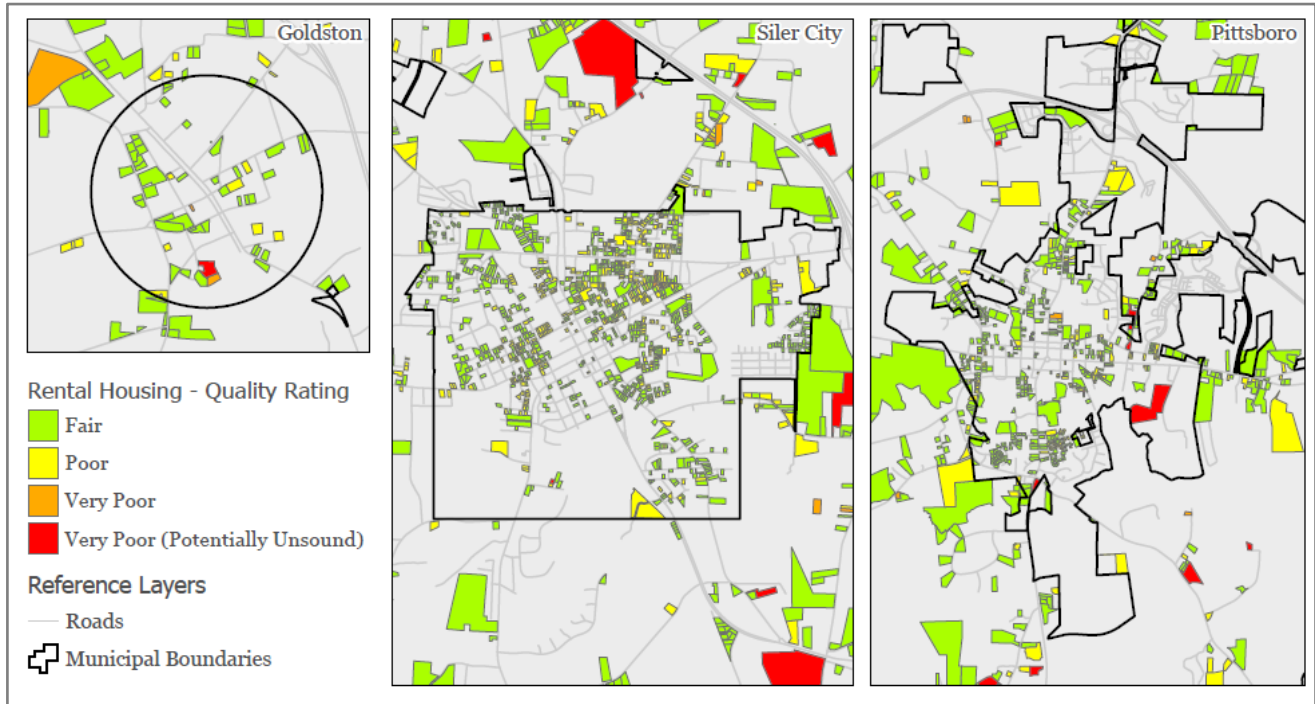 Goldston
Siler City
Pittsboro
Rental Housing - Quality Rating
Fair
Poor
Very Poor
Very Poor (Potentially Unsound)
Reference Layers
Roads
Municipal Boundaries